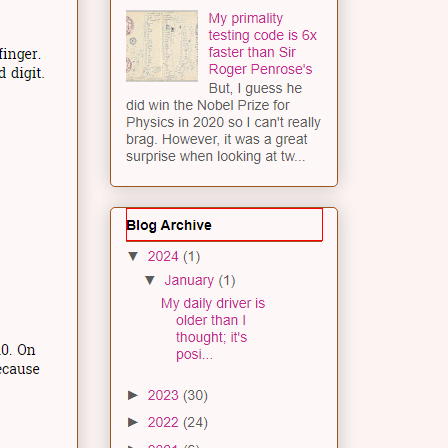 finger.
d digit.
My primality
testing code is 6x
faster than Sir
Roger Penrose's
But, I guess he
did win the Nobel Prize for
Physics in 2020 so I can't really
brag. However, it was a great
surprise when looking at tw...
Blog Archive
▼ 2024 (1)
▼ January (1)
My daily driver is
older than I
thought; it's
posi...
0. On
ecause
► 2023 (30)
► 2022 (24)